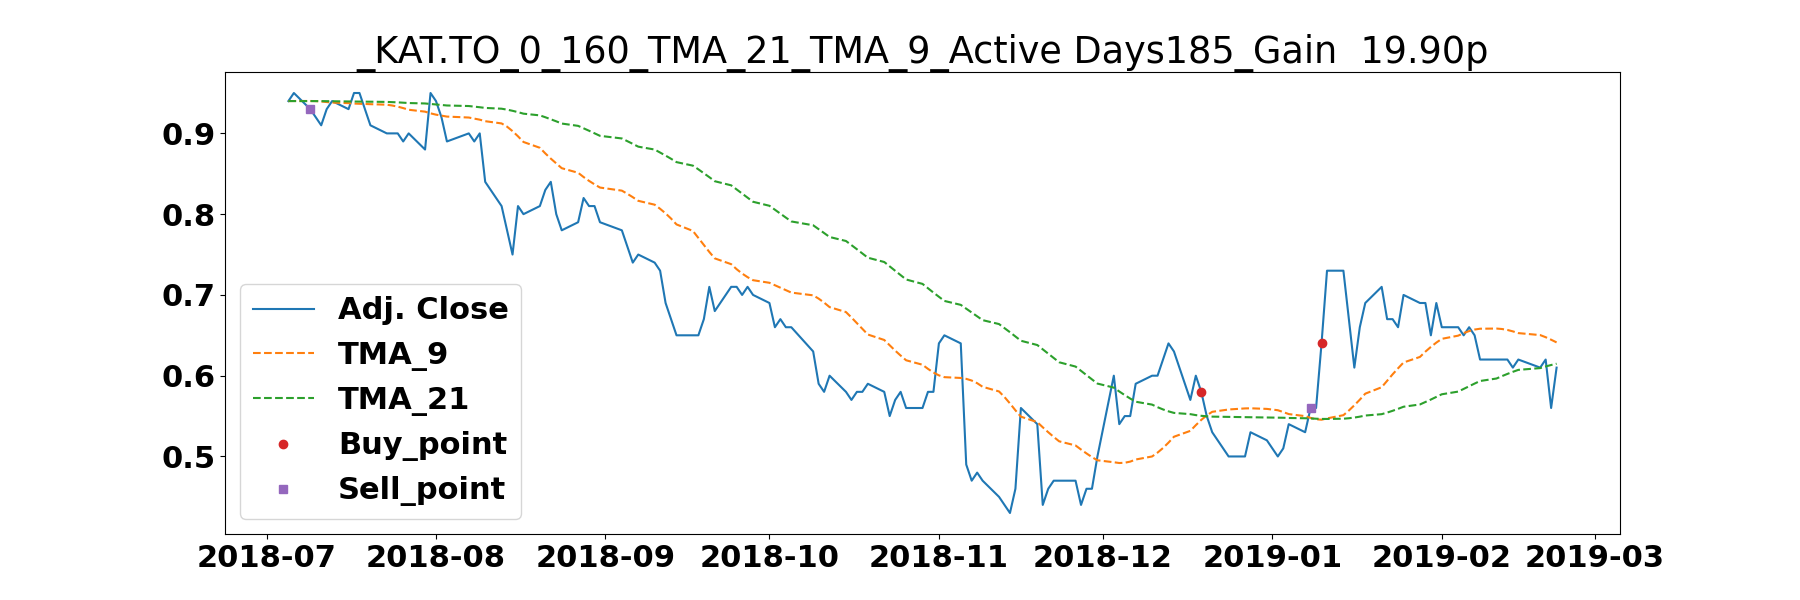 _KAT.TO_0_160_TMA_21_TMA_9_Active Days185_Gain  19.90p
0.9
0.8
0.7
0.6
0.5
Adj. Close
TMA_9
TMA_21
Buy_point
Sell_point
2018-07 2018-08 2018-09 2018-10 2018-11 2018-12 2019-01 2019-02 2019-03